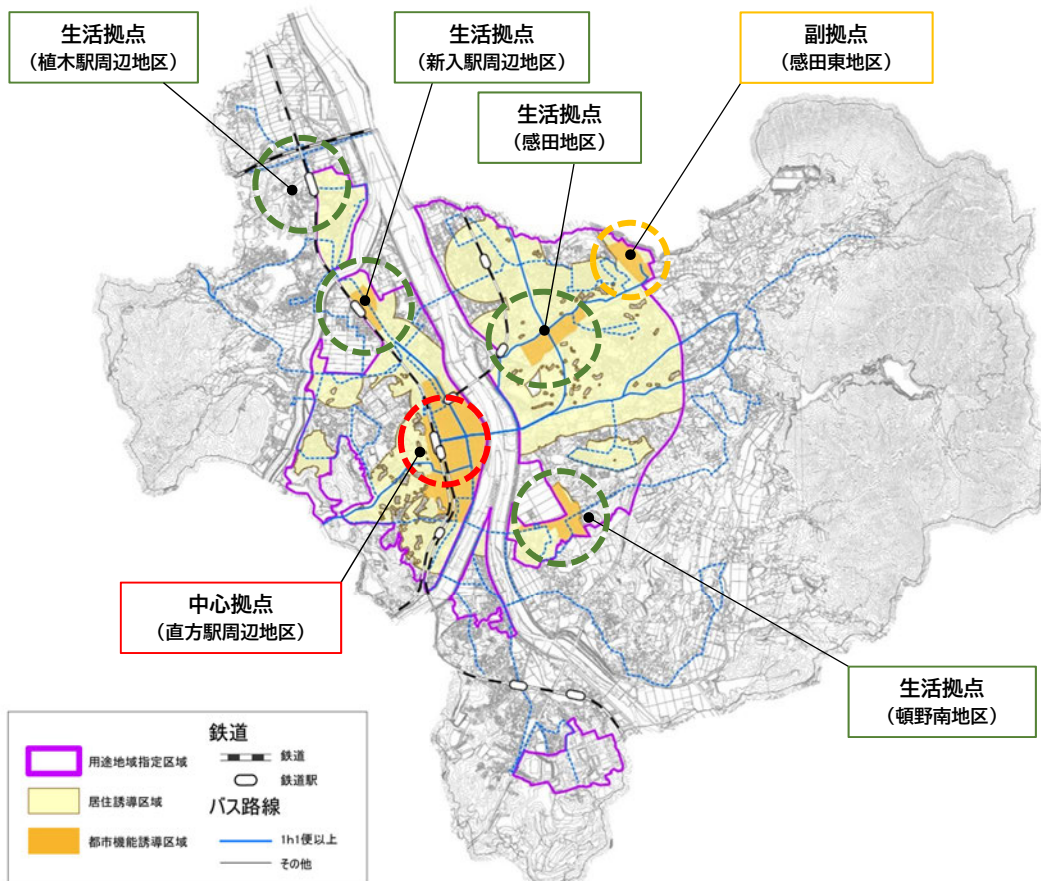 生活拠点
（植木駅周辺地区）
生活拠点
（新入駅周辺地区）
副拠点
（感田東地区）
生活拠点
（感田地区）
中心拠点
（直方駅周辺地区）
生活拠点
（頓野南地区）
用途地域指定区域
居住誘導区域
都市機能誘導区域
鉄道
鉄道
鉄道駅
バス路線
1h1便以上
その他